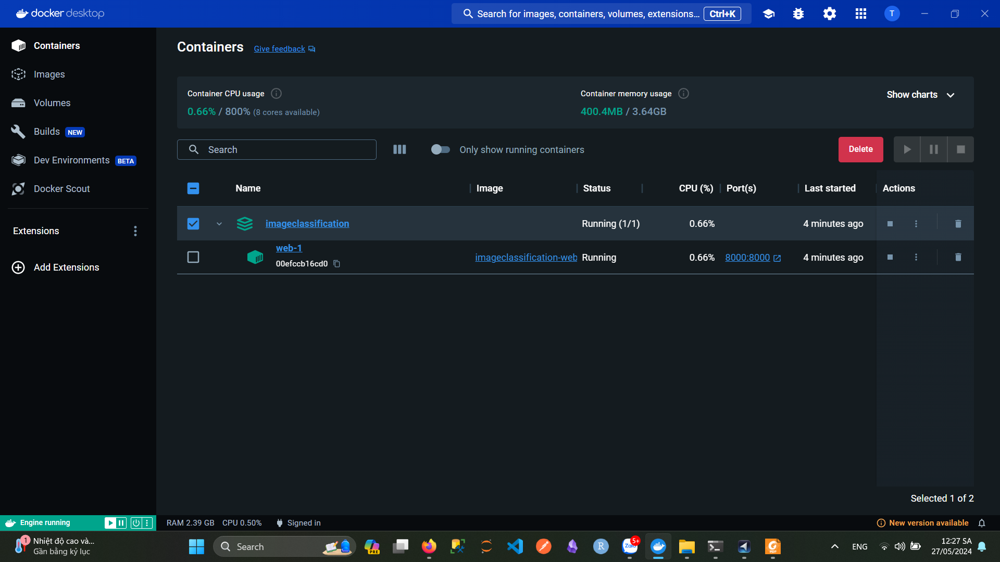 docker desktop
Search for images, containers, volumes, extensions... Ctrl+K
T
Containers
Images
Volumes
Builds NEW
Dev Environments BETA
Docker Scout
Extensions
Add Extensions
Containers Give feedback
Container CPU usage
0.66% / 800% (8 cores available)
Container memory usage
400.4MB / 3.64GB
Show charts
Search
Only show running containers
Delete
Name Image Status CPU (%) Port(s) Last started Actions
imageclassification Running (1/1) 0.66% 4 minutes ago
web-1
00efccb16cd0
imageclassification-web Running 0.66% 8000:8000 4 minutes ago
Selected 1 of 2
Engine running
RAM 2.39 GB CPU 0.50% Signed in
New version available
1
Nhiệt độ cao và...
Gần bằng kỷ lục
Search
PRE
R
Zalo
5+
PDF
ENG
12:27 SA
27/05/2024